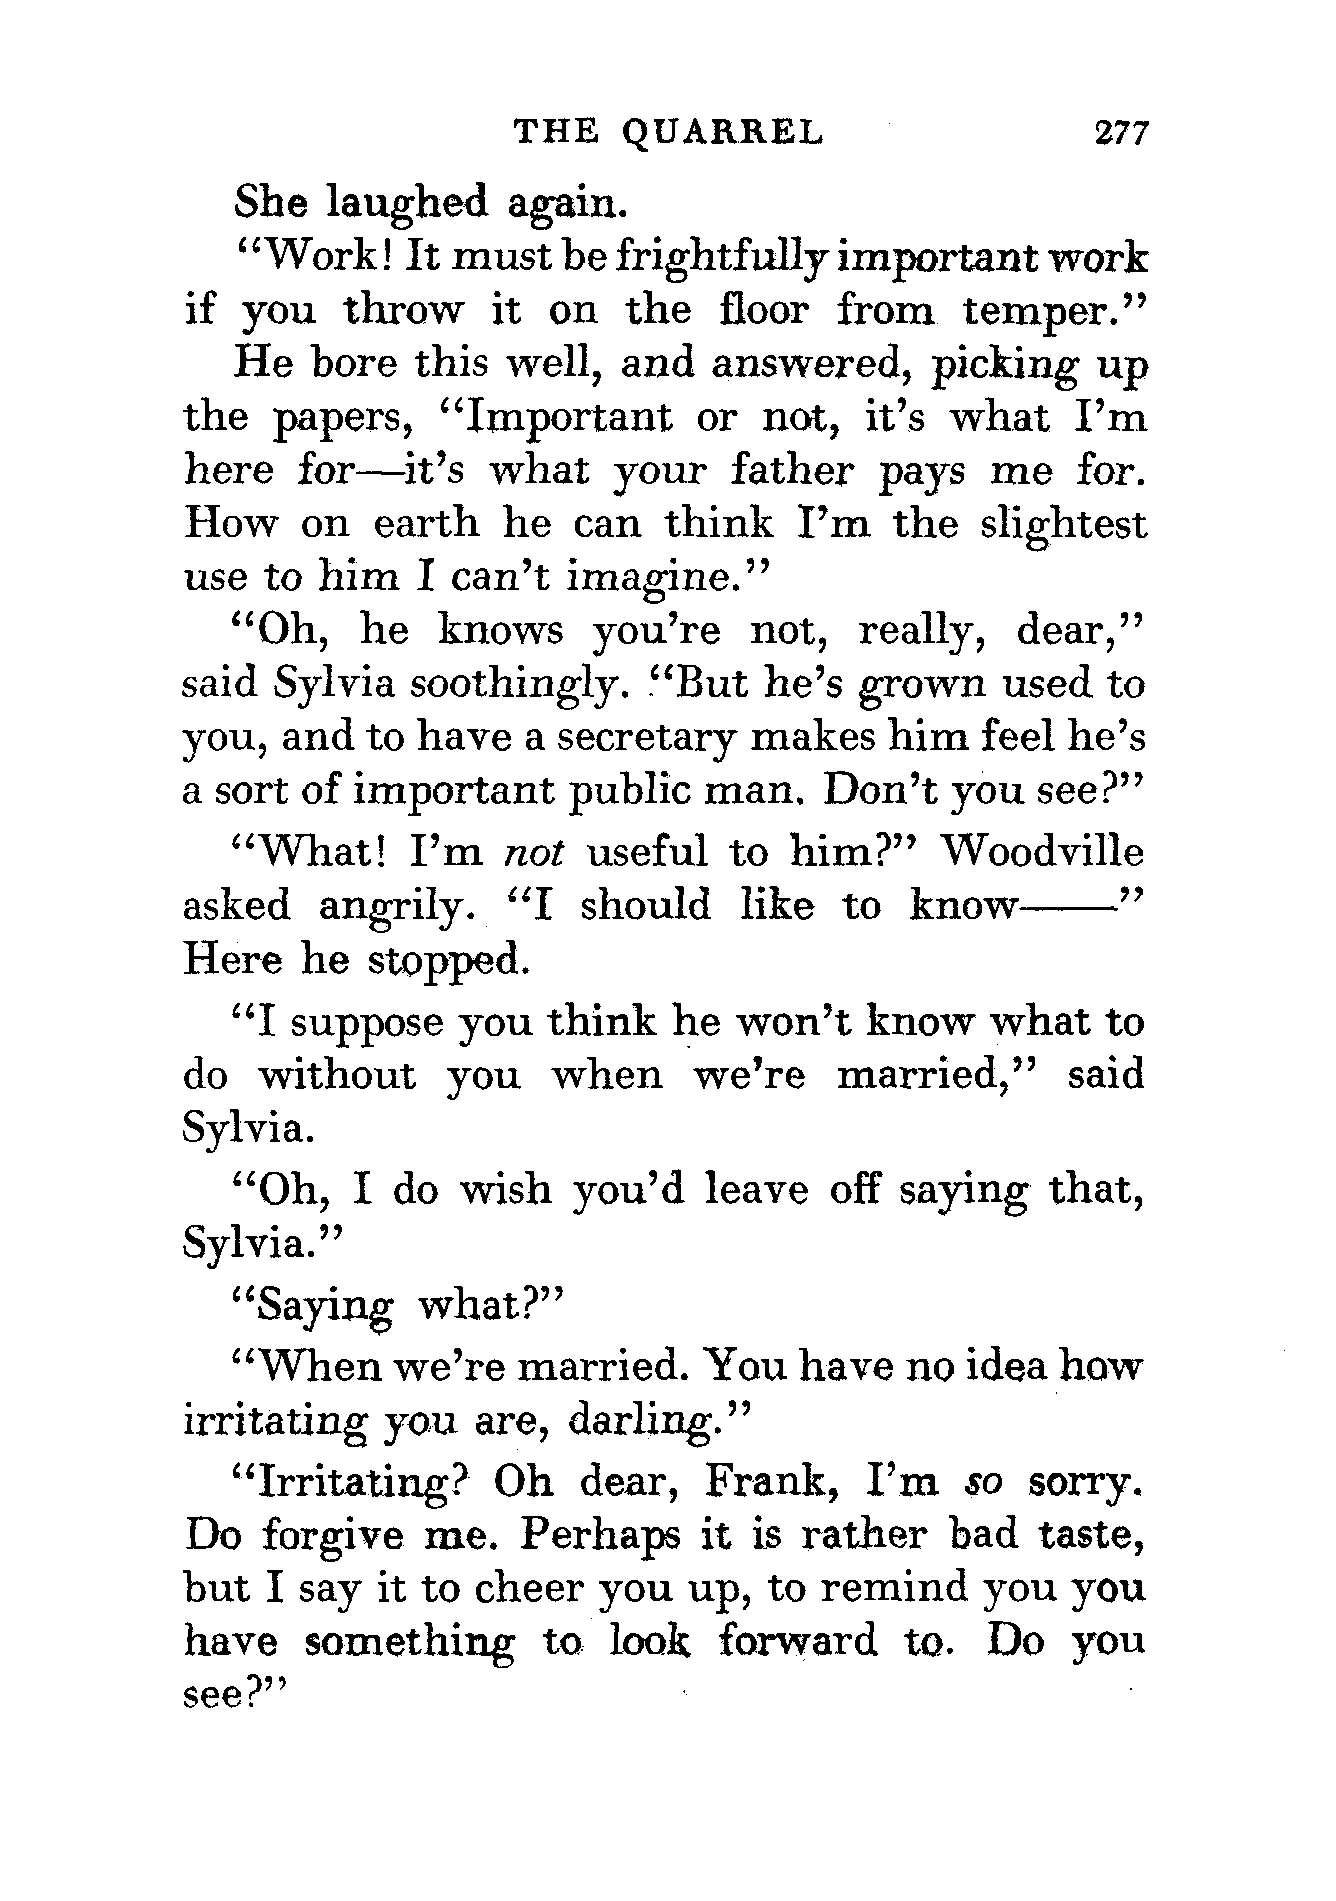 THE QUARREL 277
She laughed again.
“Work! It must be frightfully important work
if you throw it on the floor from temper.”
He bore this well, and answered, picking up
the papers, “Important or not, it’s what I’m
here for—it’s what your father pays me for.
How on earth he can think I’m the slightest
use to him I can’t imagine.”
“Oh, he knows you’re not, really, dear,”
said Sylvia soothingly. “But he’s grown used to
you, and to have a secretary makes him feel he’s
a sort of important public man. Don’t you see?”
“What! I’m not useful to him?” Woodville
asked angrily. “I should like to know——”
Here he stopped.
“I suppose you think he won’t know what to
do without you when we’re married,” said
Sylvia.
“Oh, I do wish you’d leave off saying that,
Sylvia.”
“Saying what?”
“When we’re married. You have no idea how
irritating you are, darling.”
“Irritating? Oh dear, Frank, I’m so sorry.
Do forgive me. Perhaps it is rather bad taste,
but I say it to cheer you up, to remind you you
have something to look forward to. Do you
see?”